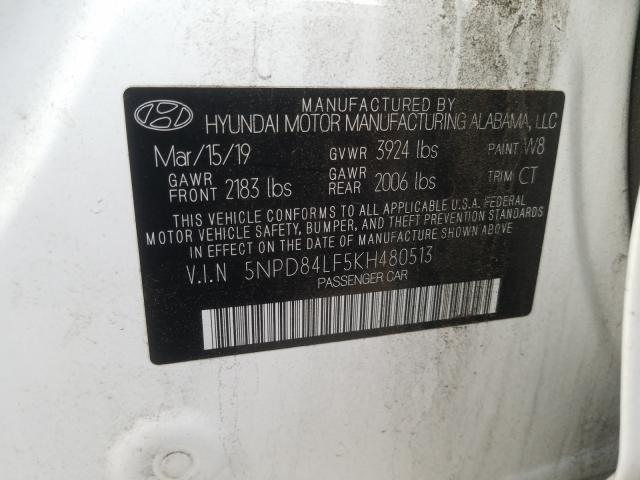 MANUFACTURED BY
HYUNDAI MOTOR MANUFACTURING ALABAMA, LLC
Mar/15/19 GVWR 3924 lbs PAINT W8
GAWR FRONT 2183 lbs GAWR REAR 2006 lbs TRIM CT
THIS VEHICLE CONFORMS TO ALL APPLICABLE U.S.A. FEDERAL
MOTOR VEHICLE SAFETY, BUMPER, AND THEFT PREVENTION STANDARDS
IN EFFECT ON THE DATE OF MANUFACTURE SHOWN ABOVE.
V.I.N 5NPD84LF5KH480513
PASSENGER CAR